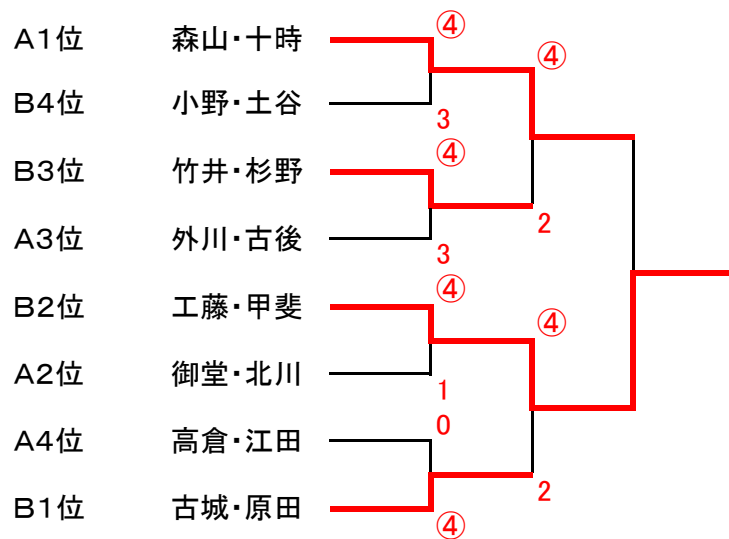 A1位 森山・十時 ④
④
B4位 小野・土谷
3
B3位 竹井・杉野 ④
A3位 外川・古後 2
3
B2位 工藤・甲斐 ④
④
A2位 御堂・北川
1
A4位 高倉・江田 0
2
B1位 古城・原田
④